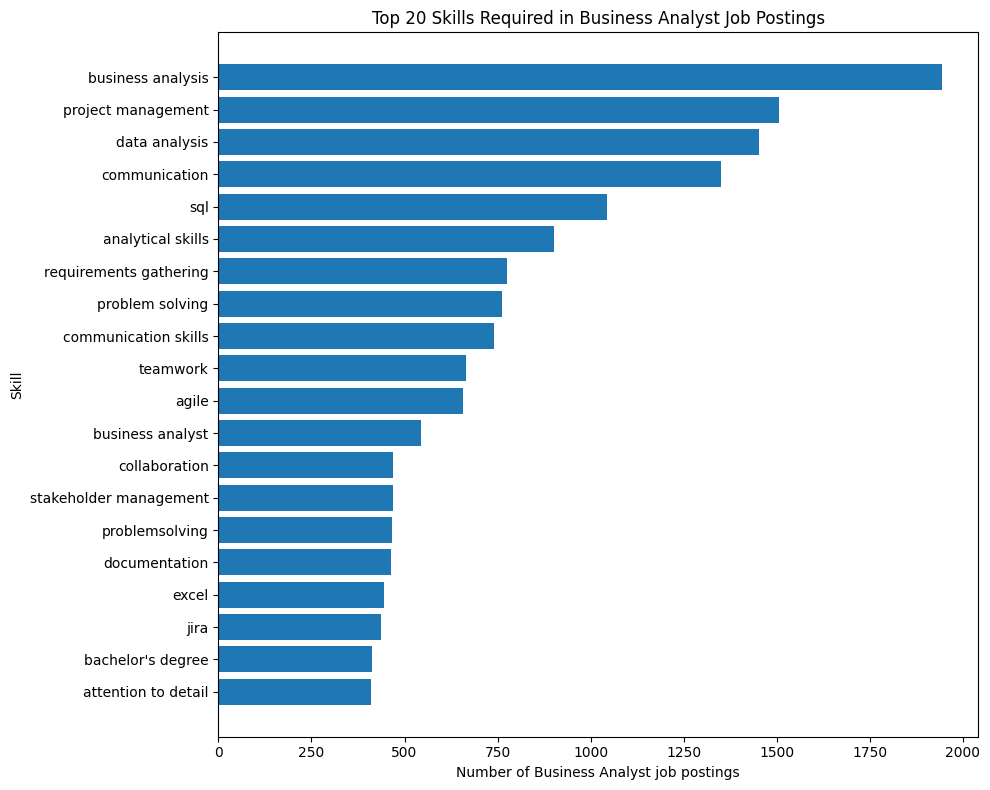 Top 20 Skills Required in Business Analyst Job Postings
business analysis
project management
data analysis
communication
sql
analytical skills
requirements gathering
problem solving
communication skills
teamwork
agile
business analyst
collaboration
stakeholder management
problemsolving
documentation
excel
jira
bachelor's degree
attention to detail
Skill
0 250 500 750 1000 1250 1500 1750 2000
Number of Business Analyst job postings